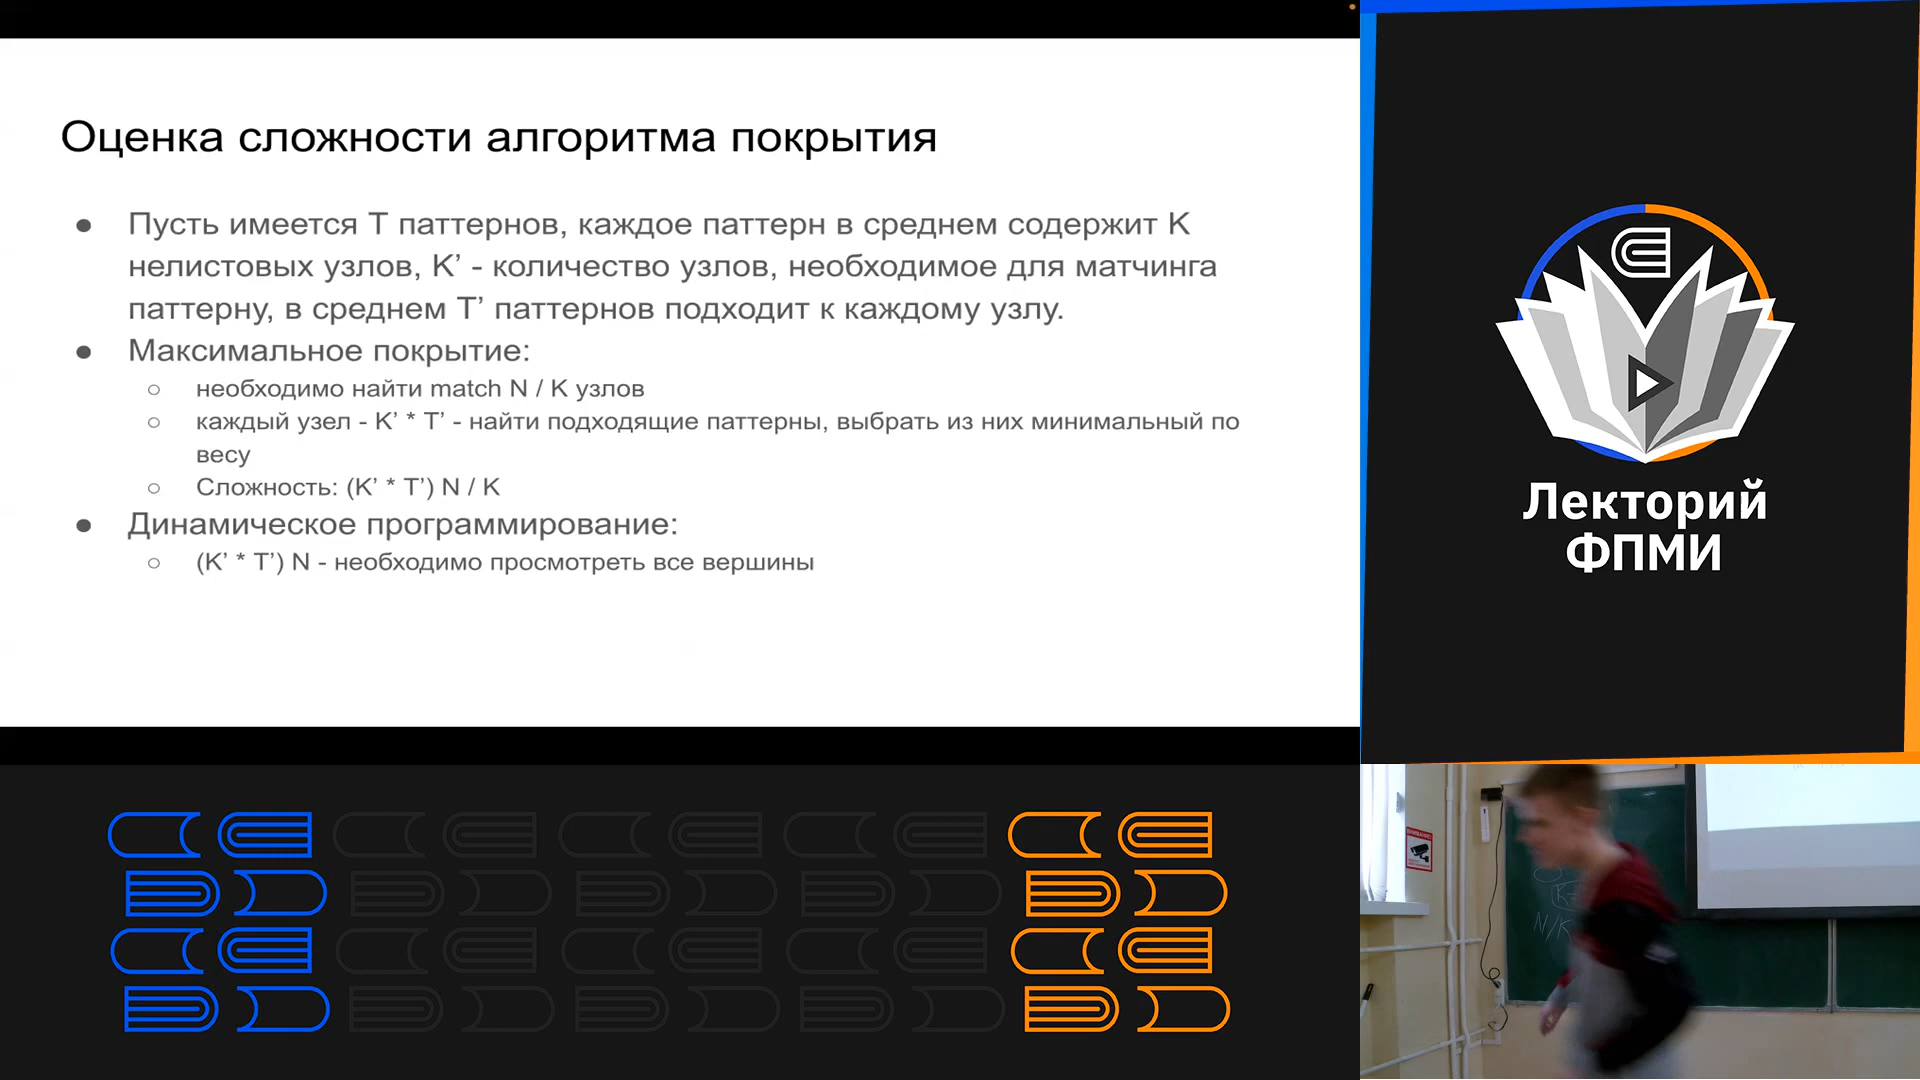 Оценка сложности алгоритма покрытия
● Пусть имеется T паттернов, каждое паттерн в среднем содержит K
нелистовых узлов, K’ - количество узлов, необходимое для матчинга
паттерну, в среднем T’ паттернов подходит к каждому узлу.
● Максимальное покрытие:
○ необходимо найти match N / K узлов
○ каждый узел - K’ * T’ - найти подходящие паттерны, выбрать из них минимальный по
весу
○ Сложность: (K’ * T’) N / K
● Динамическое программирование:
○ (K’ * T’) N - необходимо просмотреть все вершины
Лекторий
ФПМИ
N/K